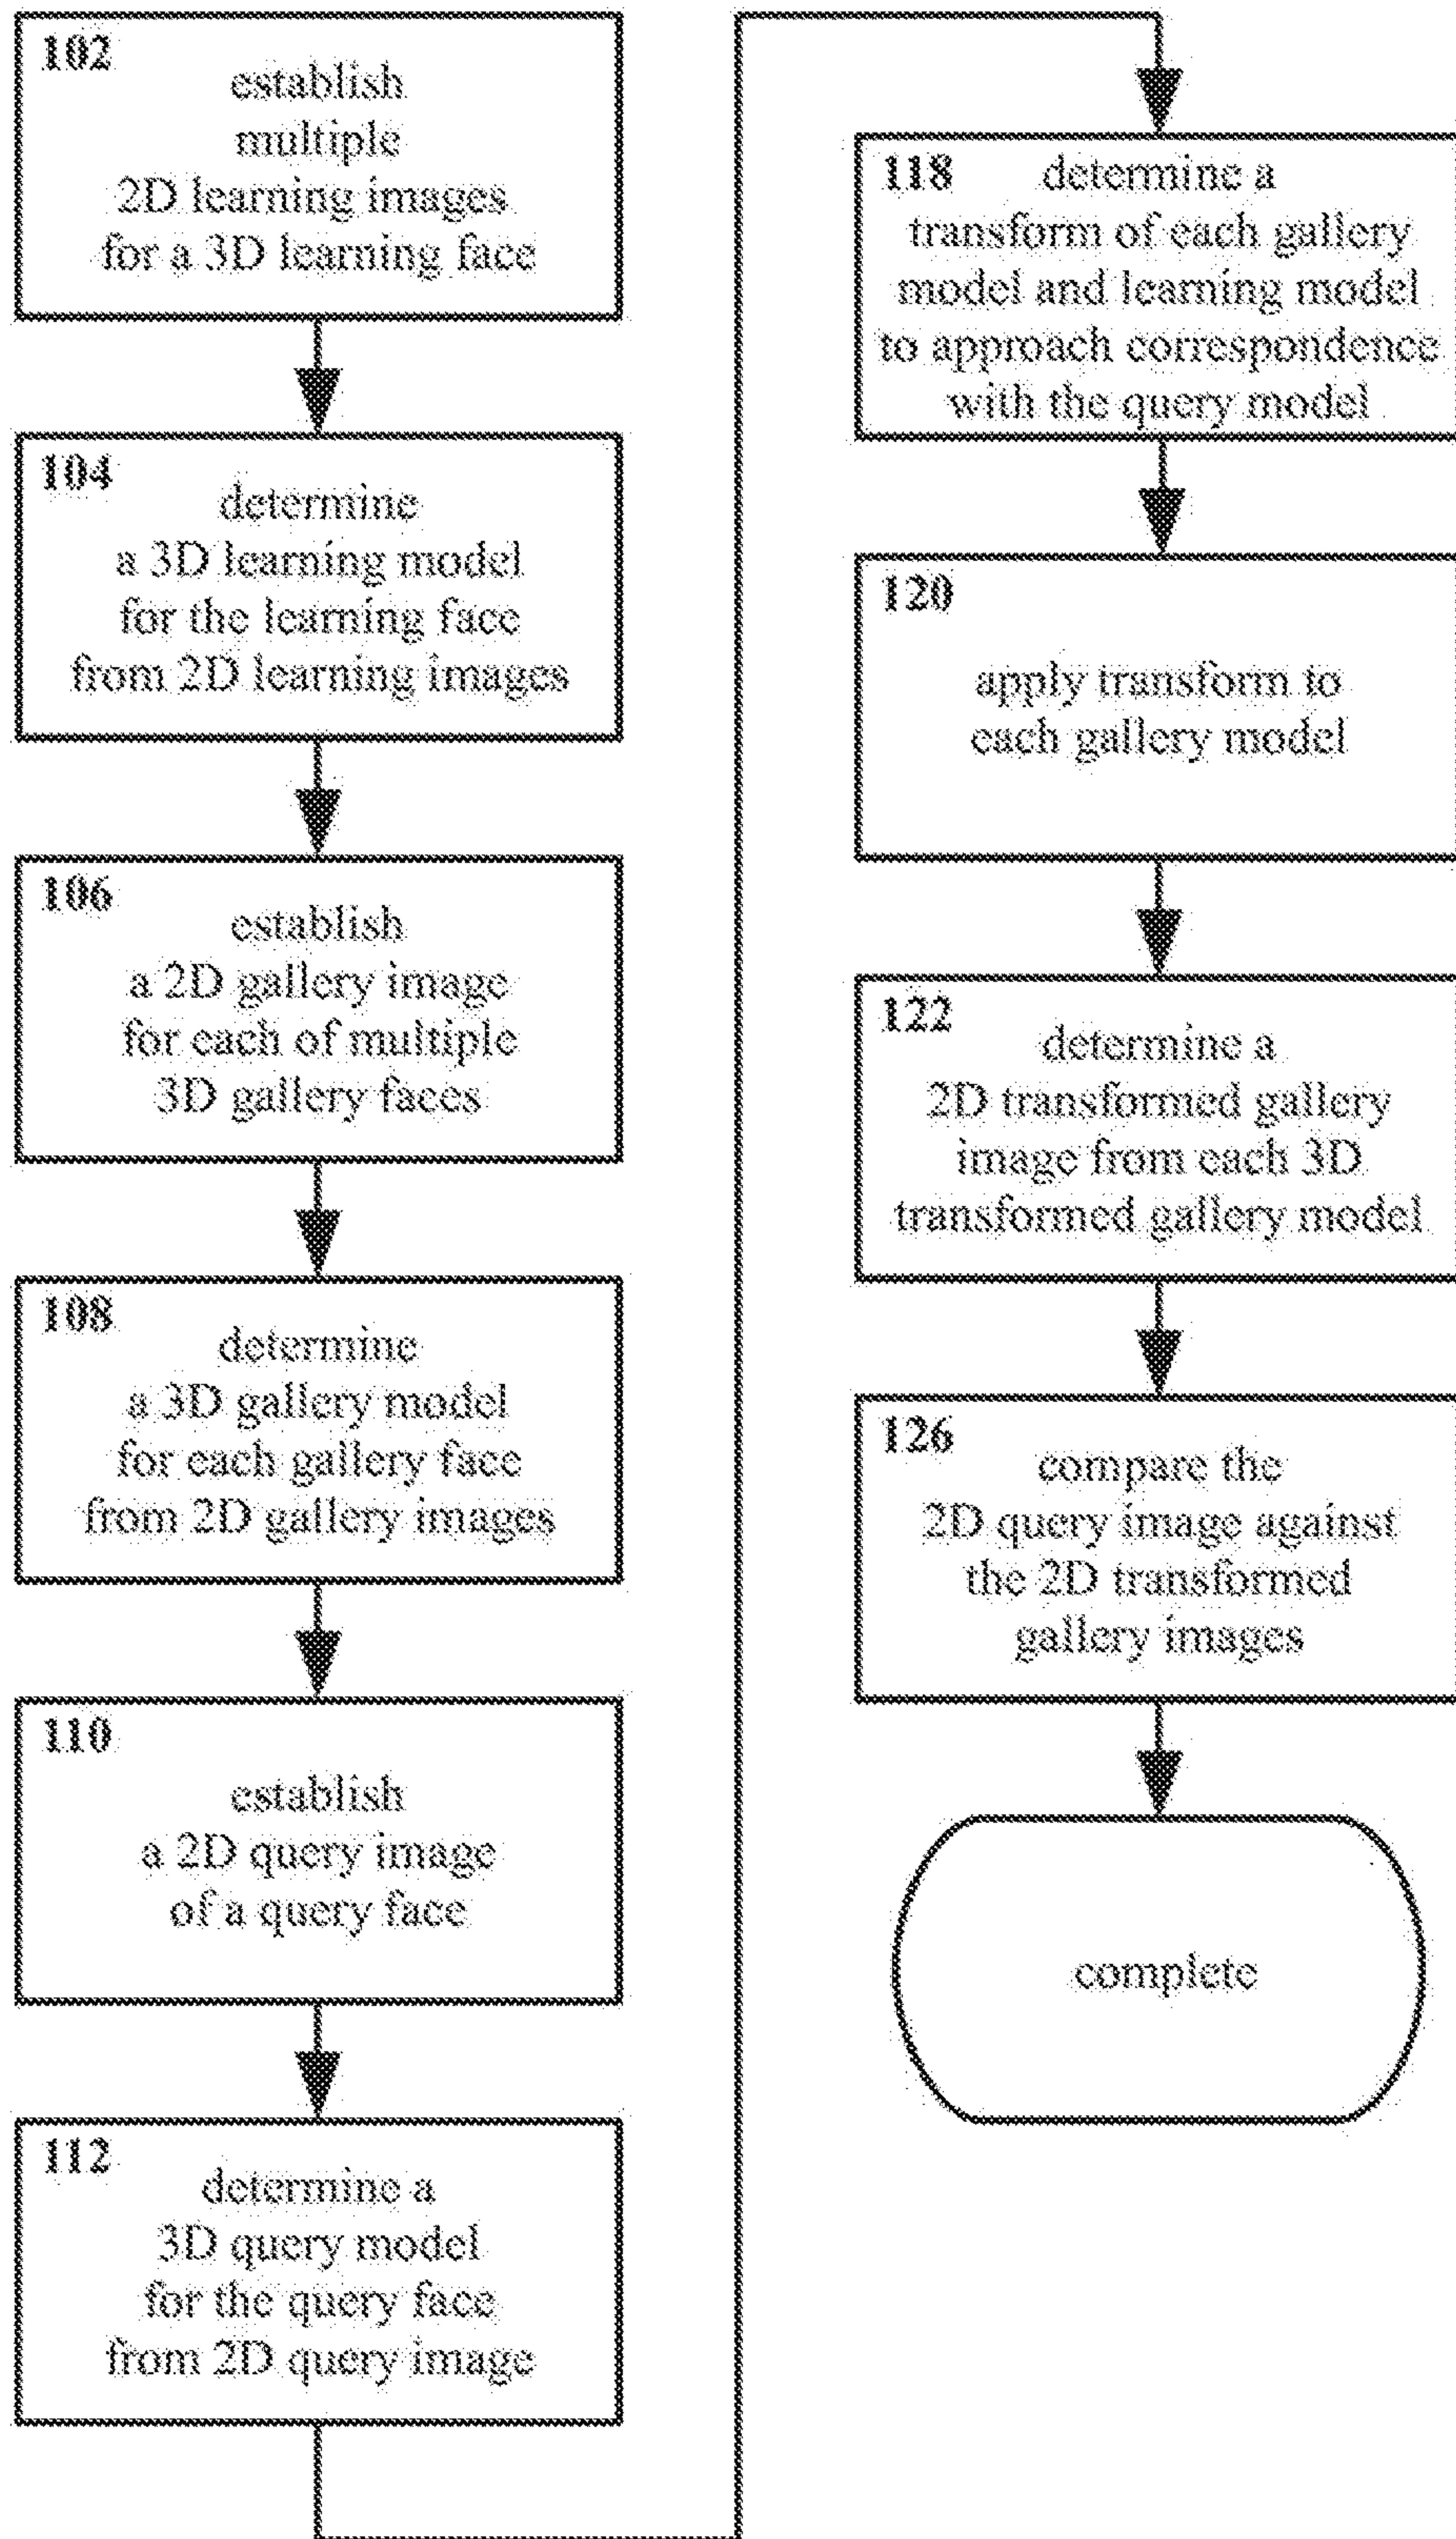 102
establish
multiple
2D learning images
for a 3D learning face
104
determine
a 3D learning model
for the learning face
from 2D learning images
106
establish
a 2D gallery image
for each of multiple
3D gallery faces
108
determine
a 3D gallery model
for each gallery face
from 2D gallery images
110
establish
a 2D query image
of a query face
112
determine a
3D query model
for the query face
from 2D query image
118 determine a
transform of each gallery
model and learning model
to approach correspondence
with the query model
120
apply transform to
each gallery model
122
determine a
2D transformed gallery
image from each 3D
transformed gallery model
126
compare the
2D query image against
the 2D transformed
gallery images
complete